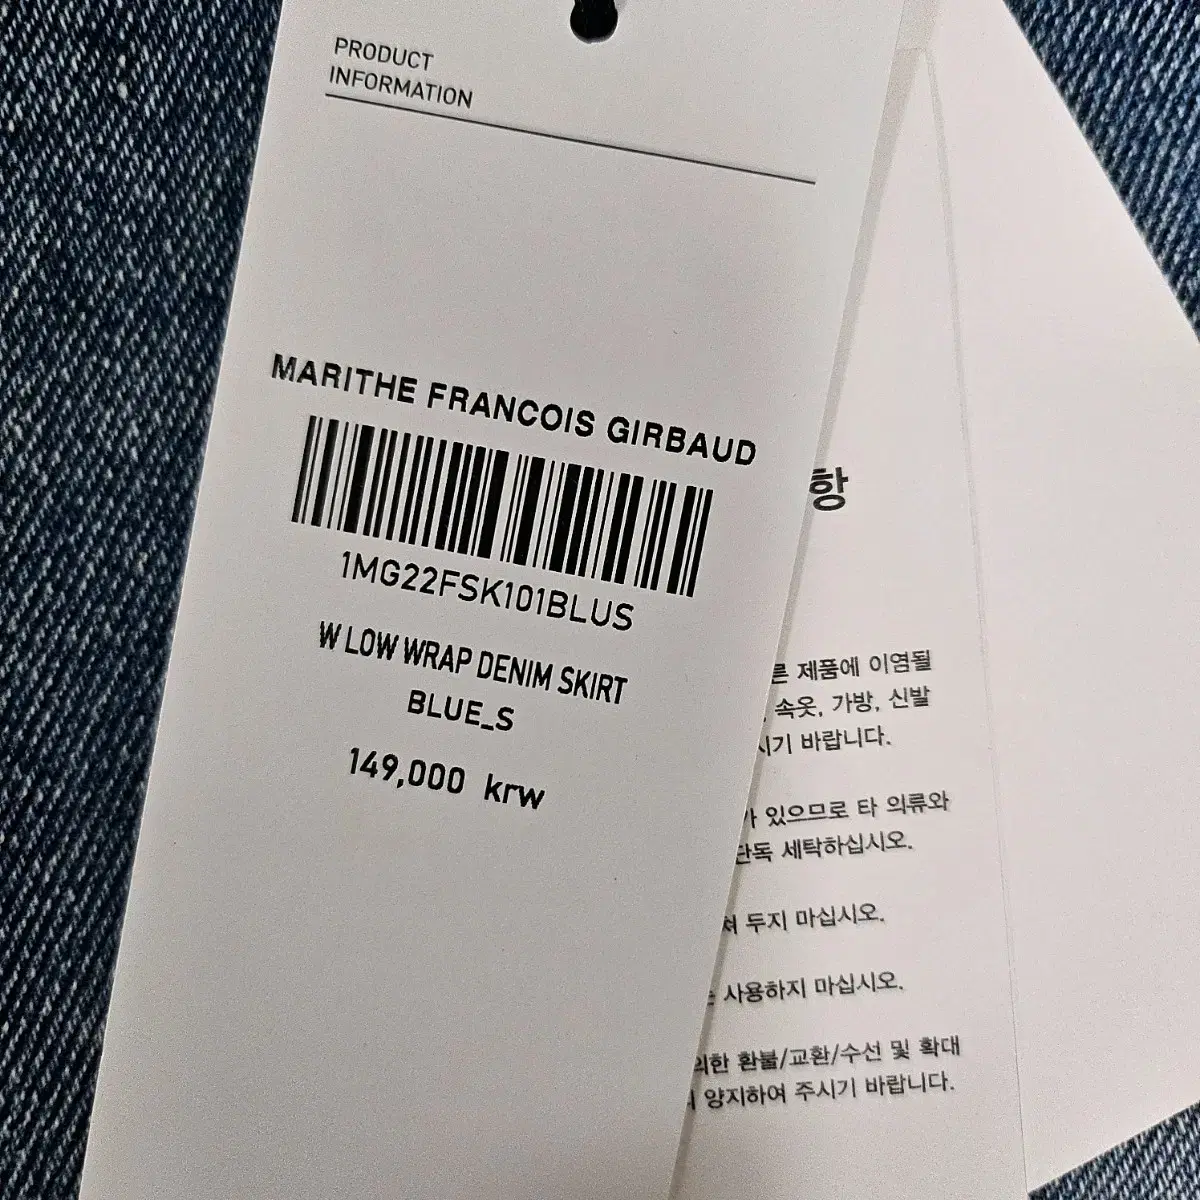 PRODUCT
INFORMATION
MARITHE FRANCOIS GIRBAUD
1MG22FSK101BLUS
W LOW WRAP DENIM SKIRT
BLUE_S
149,000 krw
항
제품에 이염될
속옷, 가방, 신발
시기 바랍니다.
있으므로 타 의류와
단독 세탁하십시오.
두지 마십시오.
사용하지 마십시오.
의한 환불/교환/수선 및 확대
양지하여 주시기 바랍니다.